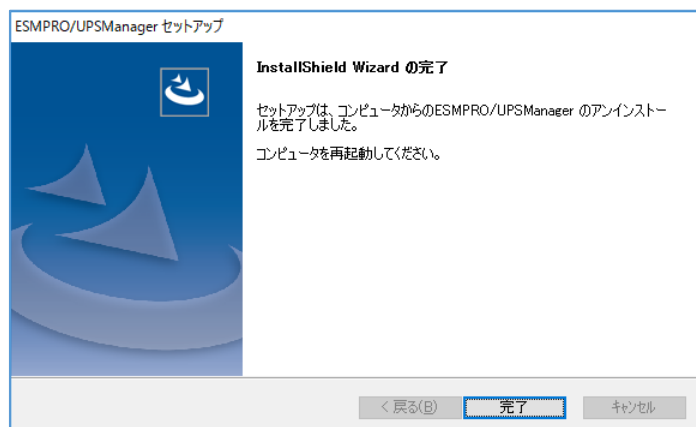 ESMPRO/UPSManager セットアップ
InstallShield Wizard の完了
セットアップは、コンピュータからのESMPRO/UPSManager のアンインストー
ルを完了しました。
コンピュータを再起動してください。
< 戻る(B)
完了
キャンセル